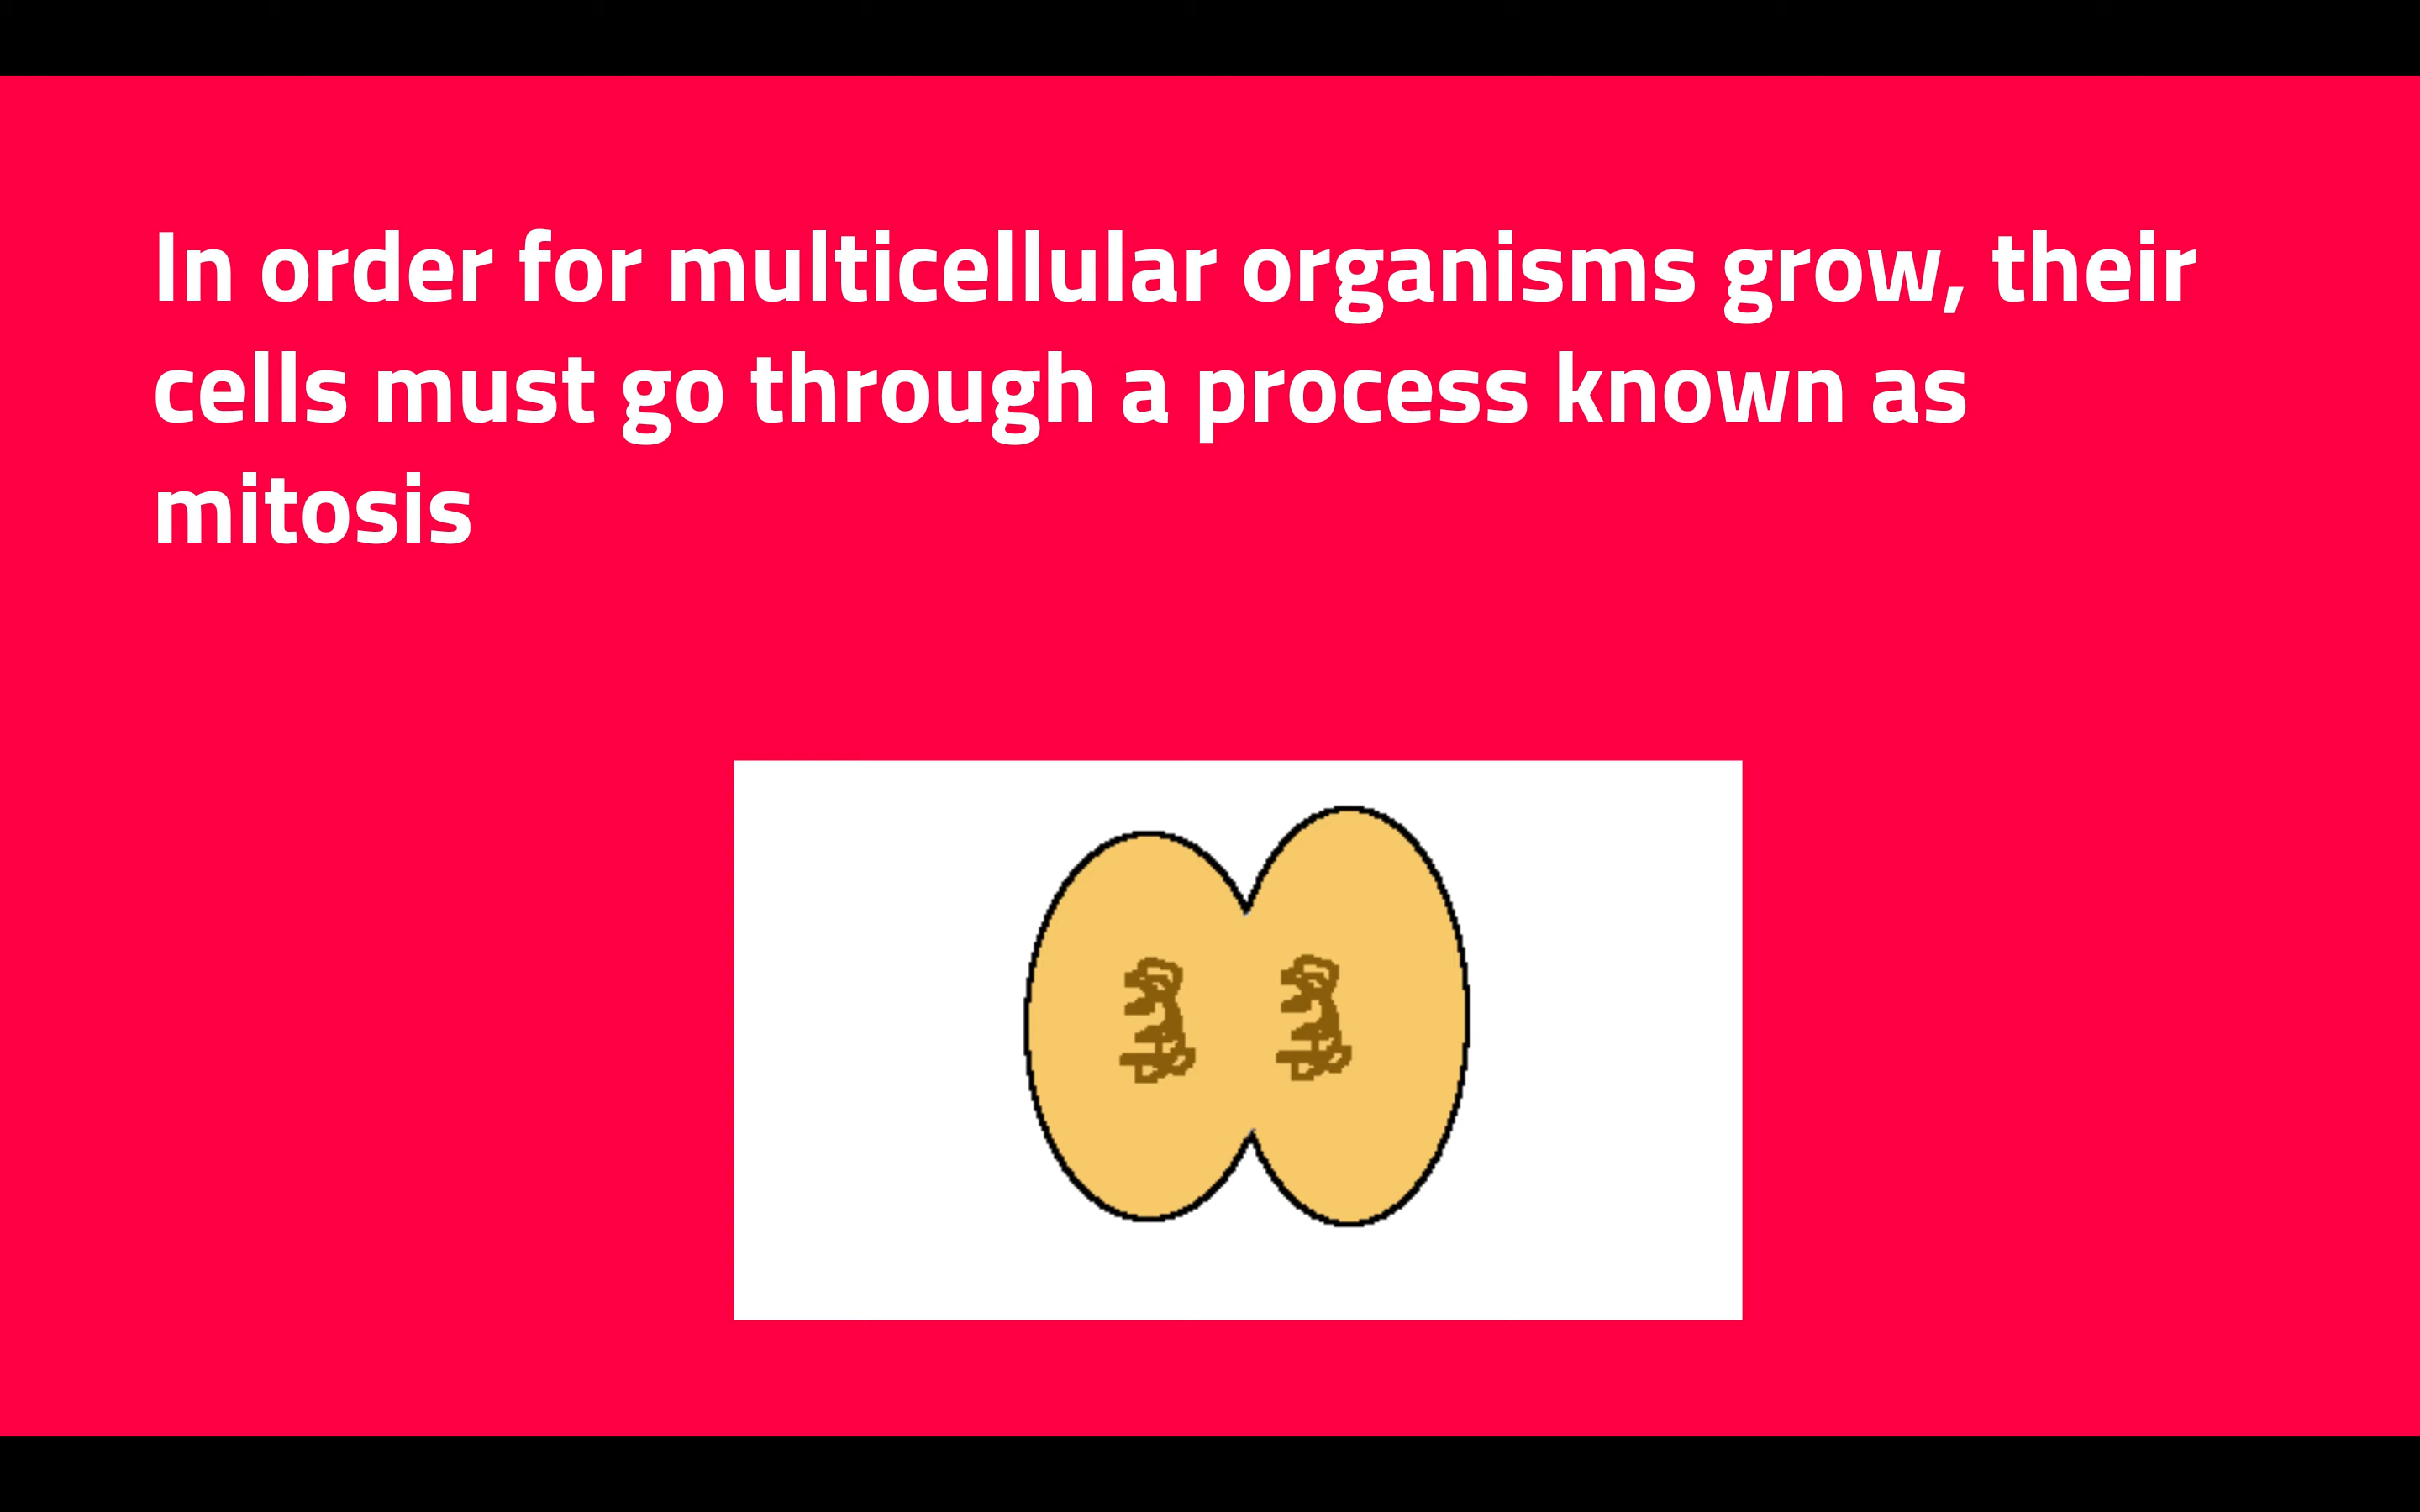 In order for multicellular organisms grow, their
cells must go through a process known as
mitosis